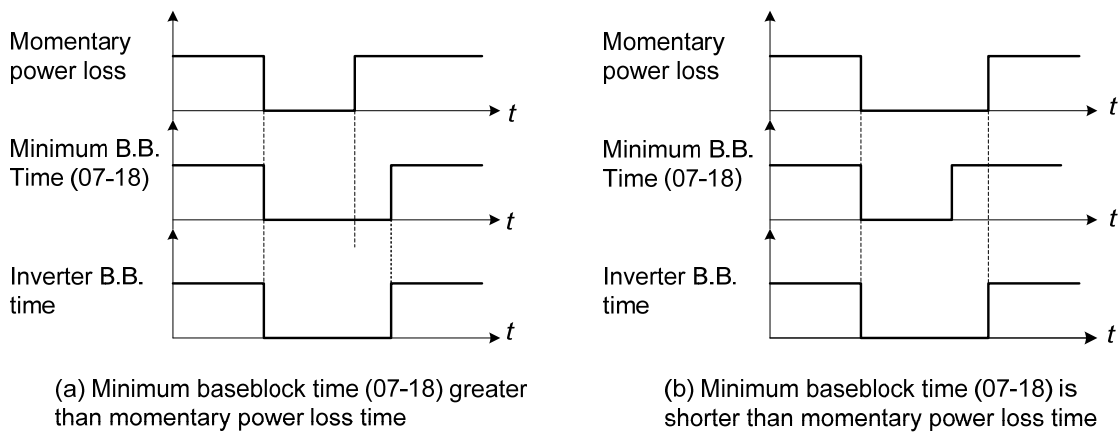 Momentary
power loss
t
Minimum B.B.
Time (07-18)
t
Inverter B.B.
time
t
(a) Minimum baseblock time (07-18) greater
than momentary power loss time
Momentary
power loss
t
Minimum B.B.
Time (07-18)
t
Inverter B.B.
time
t
(b) Minimum baseblock time (07-18) is
shorter than momentary power loss time